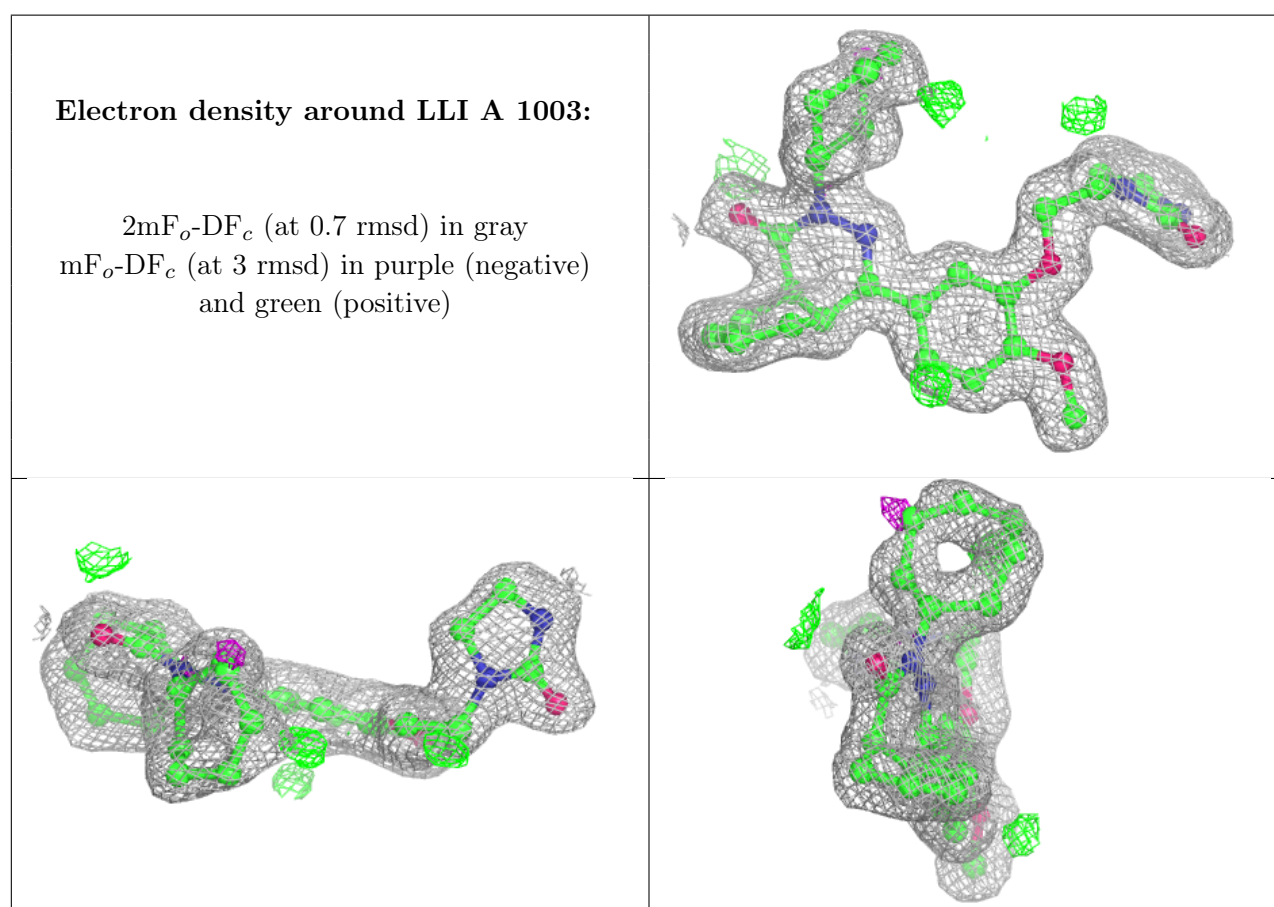 Electron density around LLI A 1003:
2mFo-DFc (at 0.7 rmsd) in gray
mFo-DFc (at 3 rmsd) in purple (negative)
and green (positive)